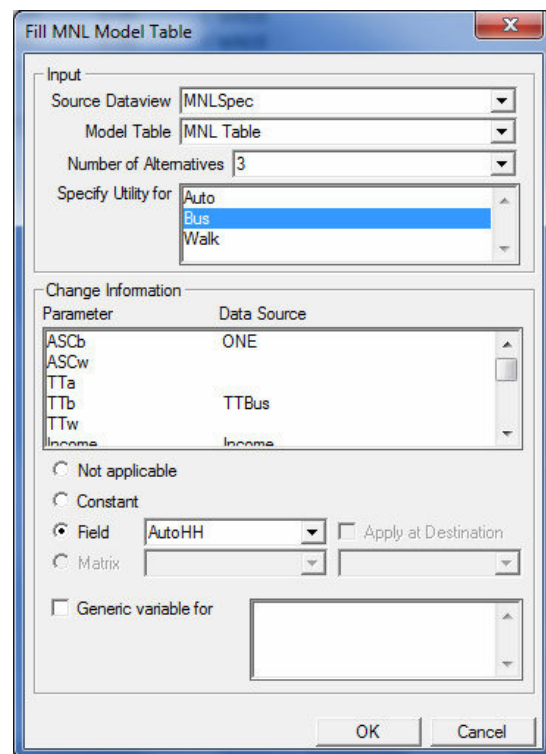 Fill MNL Model Table
Input
Source Dataview MNLSpec
Model Table MNL Table
Number of Alternatives 3
Specify Utility for Auto
Bus
Walk
Change Information
Parameter Data Source
ASCb ONE
ASCw
TTa
TTb TTBus
TTw
Income Income
Not applicable
Constant
Field AutoHH Apply at Destination
Matrix
Generic variable for
OK Cancel